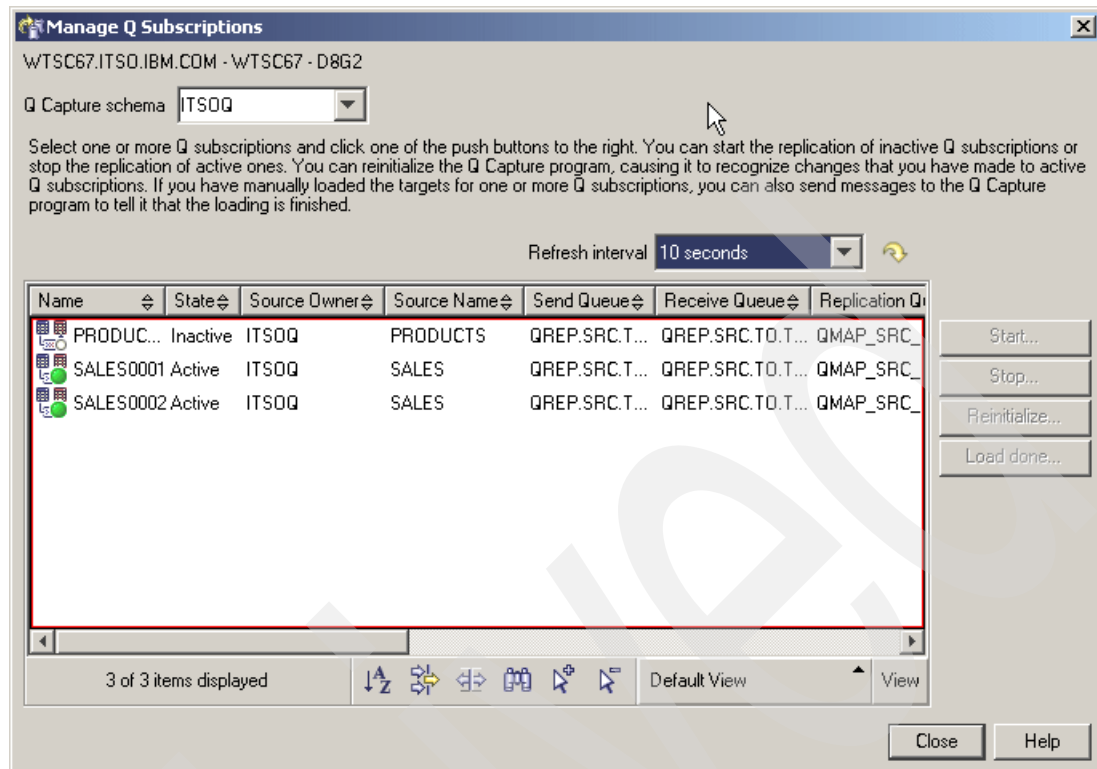 Manage Q Subscriptions
WTSC67.ITSO.IBM.COM - WTSC67 - D8G2
Q Capture schema ITSOQ
Select one or more Q subscriptions and click one of the push buttons to the right. You can start the replication of inactive Q subscriptions or
stop the replication of active ones. You can reinitialize the Q Capture program, causing it to recognize changes that you have made to active
Q subscriptions. If you have manually loaded the targets for one or more Q subscriptions, you can also send messages to the Q Capture
program to tell it that the loading is finished.
Refresh interval 10 seconds
Name State Source Owner Source Name Send Queue Receive Queue Replication Qu
PRODUC... Inactive ITSOQ PRODUCTS QREP.SRC.T... QREP.SRC.TO.T... QMAP_SRC_
SALES0001 Active ITSOQ SALES QREP.SRC.T... QREP.SRC.TO.T... QMAP_SRC_
SALES0002 Active ITSOQ SALES QREP.SRC.T... QREP.SRC.TO.T... QMAP_SRC_
Start...
Stop...
Reinitialize...
Load done...
3 of 3 items displayed Default View View
Close Help